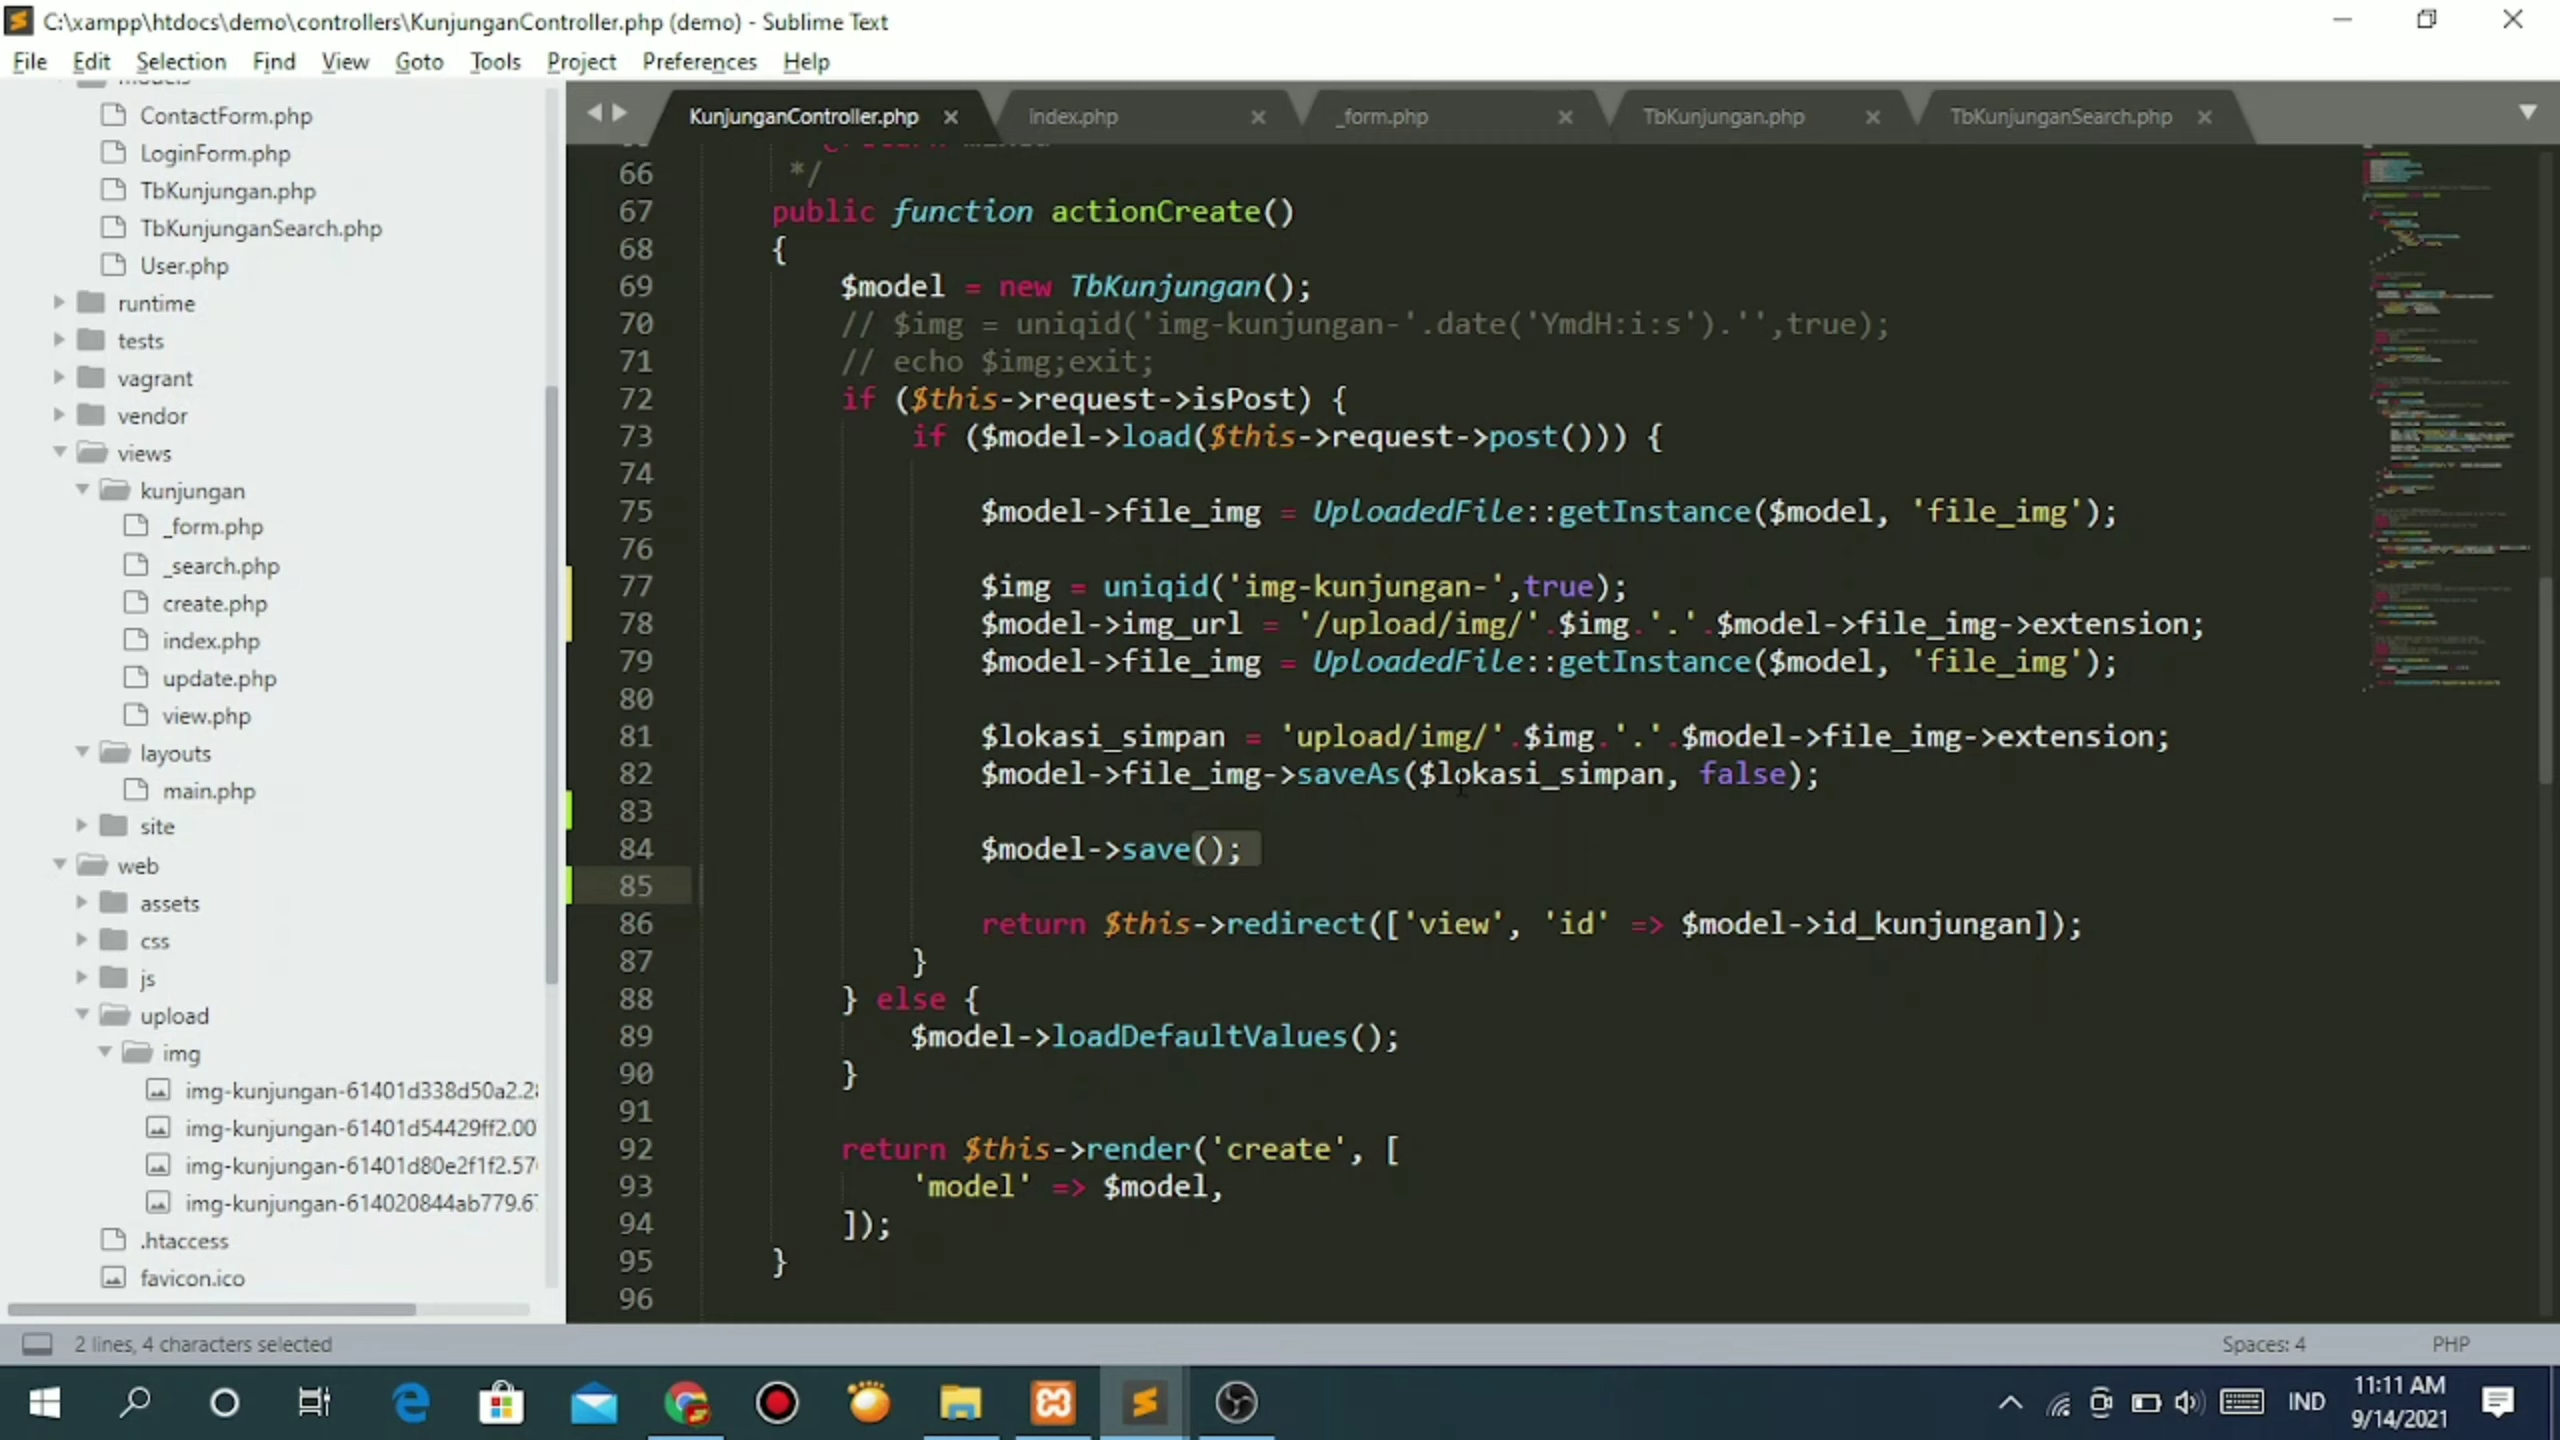 C:\xampp\htdocs\demo\controllers\KunjunganController.php (demo) - Sublime Text
File Edit Selection Find View Goto Tools Project Preferences Help
models
ContactForm.php
LoginForm.php
TbKunjungan.php
TbKunjunganSearch.php
User.php
runtime
tests
vagrant
vendor
views
kunjungan
_form.php
_search.php
create.php
index.php
update.php
view.php
layouts
main.php
site
web
assets
css
js
upload
img
img-kunjungan-61401d338d50a2.28
img-kunjungan-61401d54429ff2.00
img-kunjungan-61401d80e2f1f2.57
img-kunjungan-614020844ab779.6
.htaccess
favicon.ico
KunjunganController.php index.php _form.php TbKunjungan.php TbKunjunganSearch.php
66 */
67 public function actionCreate()
68 {
69 $model = new TbKunjungan();
70 // $img = uniqid('img-kunjungan-'.date('YmdH:i:s').'',true);
71 // echo $img;exit;
72 if ($this->request->isPost) {
73 if ($model->load($this->request->post())) {
74
75 $model->file_img = UploadedFile::getInstance($model, 'file_img');
76
77 $img = uniqid('img-kunjungan-',true);
78 $model->img_url = '/upload/img/'.$img.'.'.$model->file_img->extension;
79 $model->file_img = UploadedFile::getInstance($model, 'file_img');
80
81 $lokasi_simpan = 'upload/img/'.$img.'.'.$model->file_img->extension;
82 $model->file_img->saveAs($lokasi_simpan, false);
83
84 $model->save();
85
86 return $this->redirect(['view', 'id' => $model->id_kunjungan]);
87 }
88 } else {
89 $model->loadDefaultValues();
90 }
91
92 return $this->render('create', [
93 'model' => $model,
94 ]);
95 }
96
2 lines, 4 characters selected
Spaces: 4 PHP
IND
11:11 AM
9/14/2021